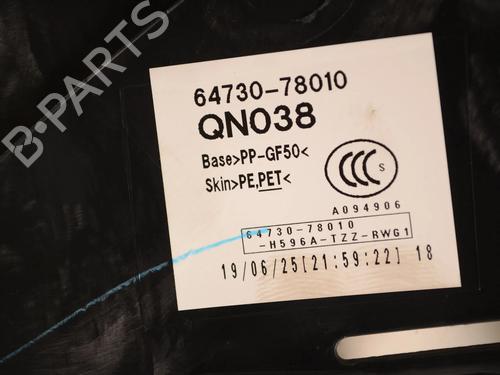 B-PARTS
64730-78010
QN038
Base>PP-GF50<
Skin>PE,PET<
CCC S
A094906
64730-78010
-H596A-TZZ-RWG1
19/06/25[21:59:22] 18